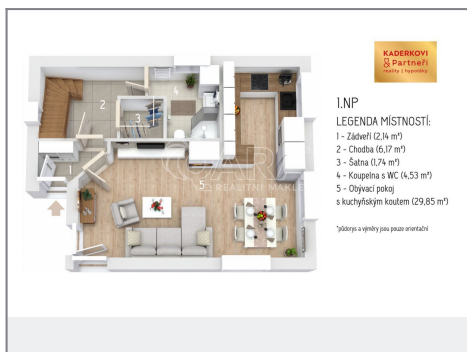 KADERKOVI
& Partneři
reality | hypotéky
1.NP
LEGENDA MÍSTNOSTÍ:
1 - Zádveří (2,14 m²)
2 - Chodba (6,17 m²)
3 - Šatna (1,74 m²)
4 - Koupelna s WC (4,53 m²)
5 - Obývací pokoj
s kuchyňským koutem (29,85 m²)
*půdorys a výměry jsou pouze orientační
2
4
3
1
5
REALITNÍ MAKLÉ